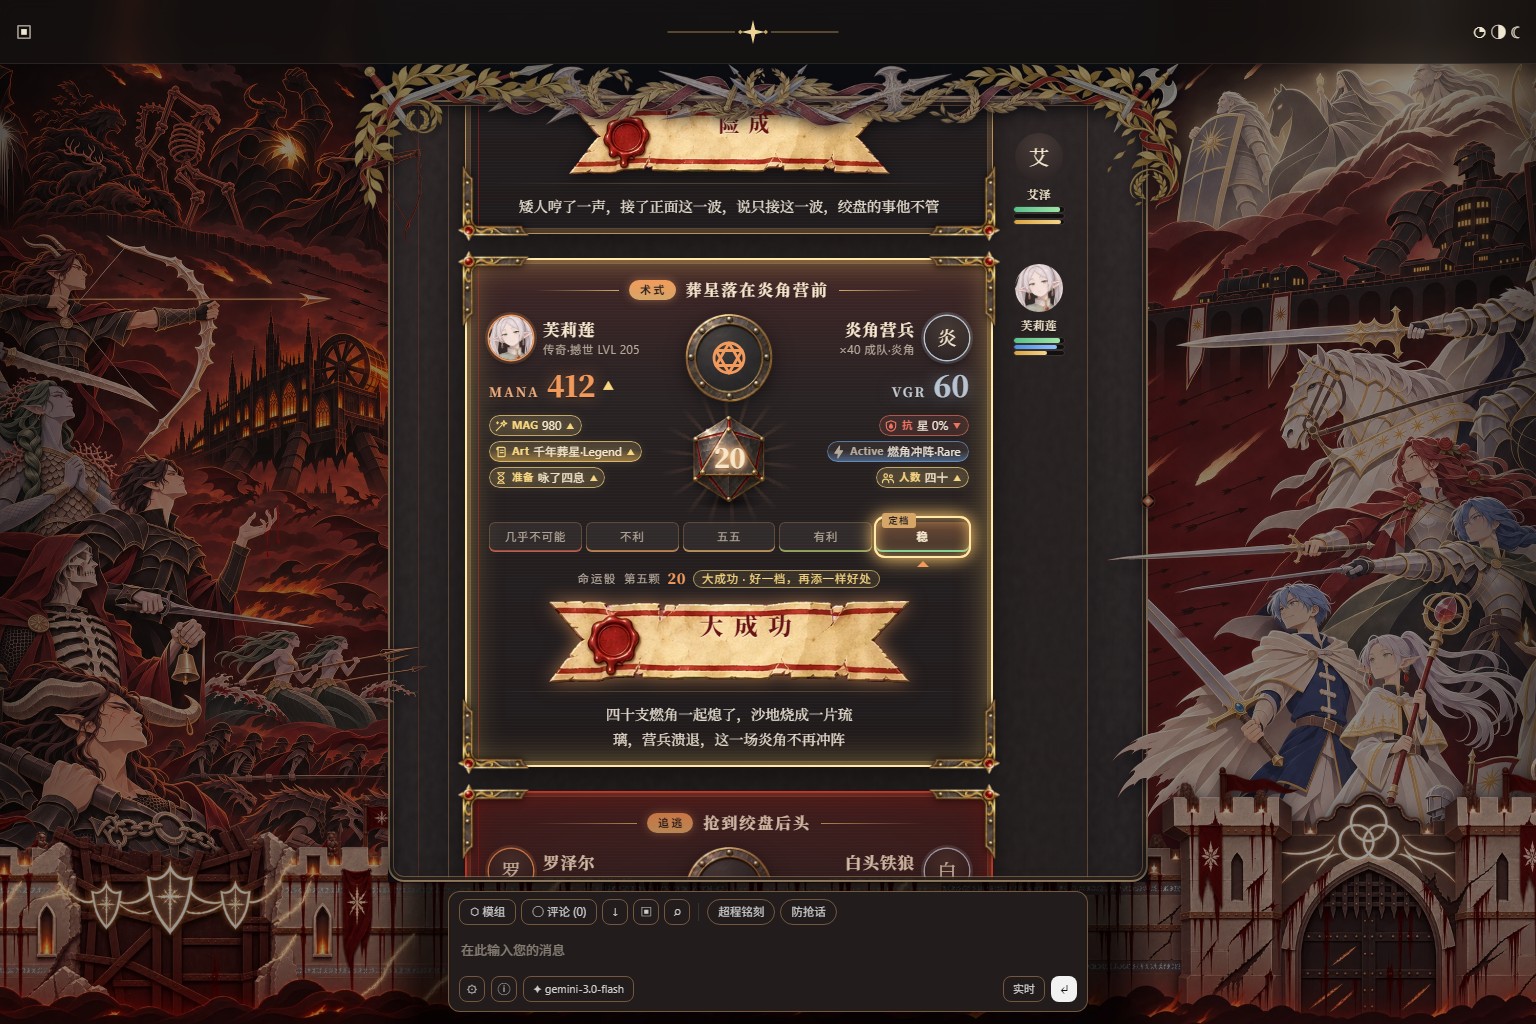 险成
矮人哼了一声，接了正面这一波，说只接这一波，绞盘的事他不管
艾
艾泽
芙莉莲
术式 葬星落在炎角营前
芙莉莲
传奇·撼世 LVL 205
MANA 412
炎角营兵
×40 成队·炎角
炎
VGR 60
MAG 980
Art 千年葬星·Legend
准备 咏了四息
20
抗 星 0%
Active 燃角冲阵·Rare
人数 四十
几乎不可能
不利
五五
有利
定档
稳
命运骰 第五颗 20 大成功 · 好一档，再添一样好处
大成功
四十支燃角一起熄了，沙地烧成一片琉
璃，营兵溃退，这一场炎角不再冲阵
追逃 抢到绞盘后头
罗
罗泽尔
白头铁狼
白
模组
评论 (0)
超程铭刻
防抢话
在此输入您的消息
gemini-3.0-flash
实时